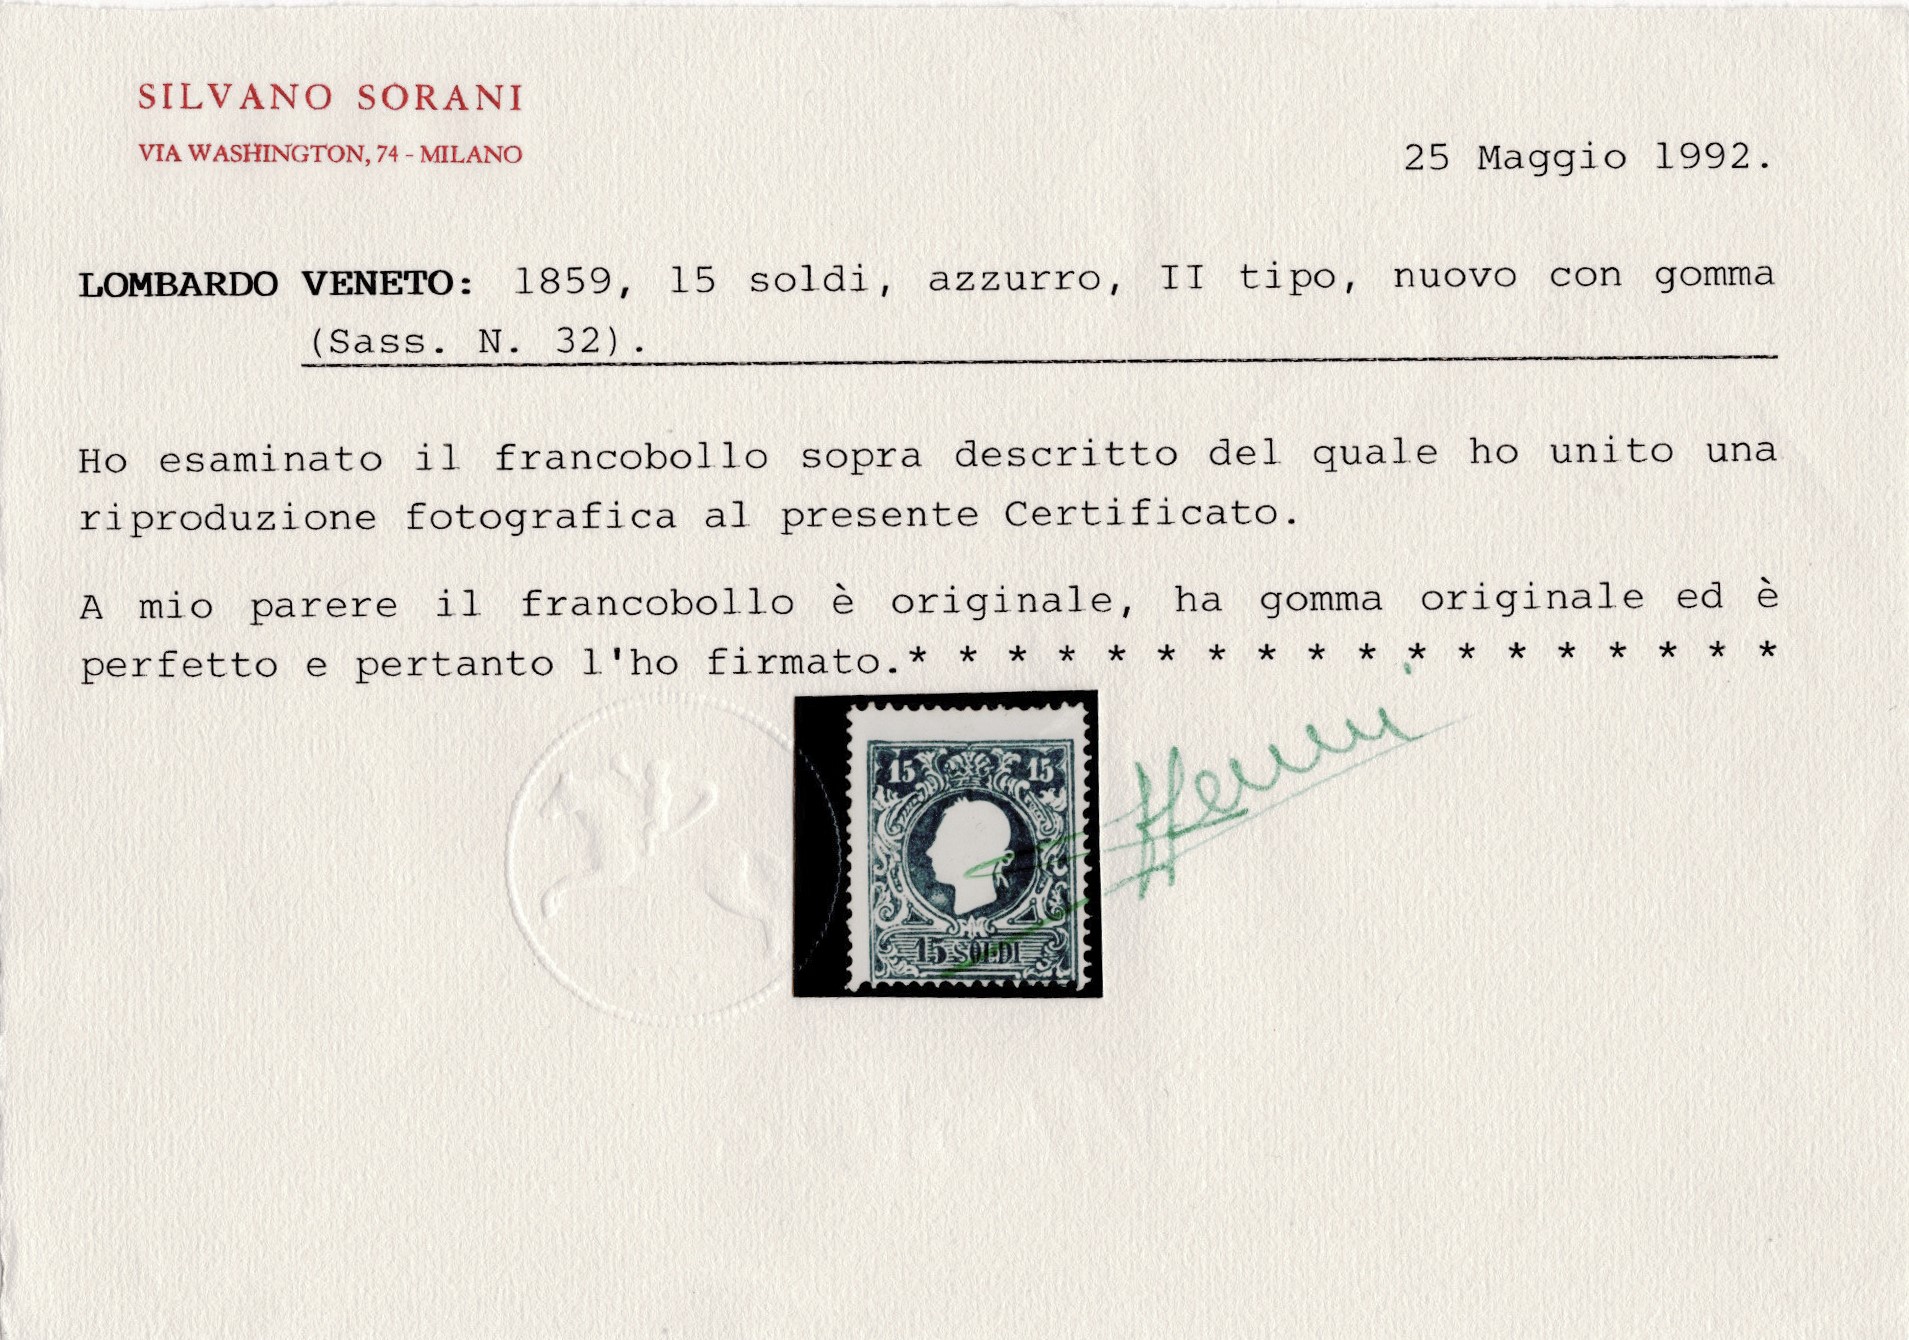 SILVANO SORANI
VIA WASHINGTON, 74 - MILANO
25 Maggio 1992.
LOMBARDO VENETO: 1859, 15 soldi, azzurro, II tipo, nuovo con gomma
(Sass. N. 32).
Ho esaminato il francobollo sopra descritto del quale ho unito una
riproduzione fotografica al presente Certificato.
A mio parere il francobollo è originale, ha gomma originale ed è
perfetto e pertanto l'ho firmato.* * * * * * * * * * * * * * * * * *
15 15
15 SOLDI